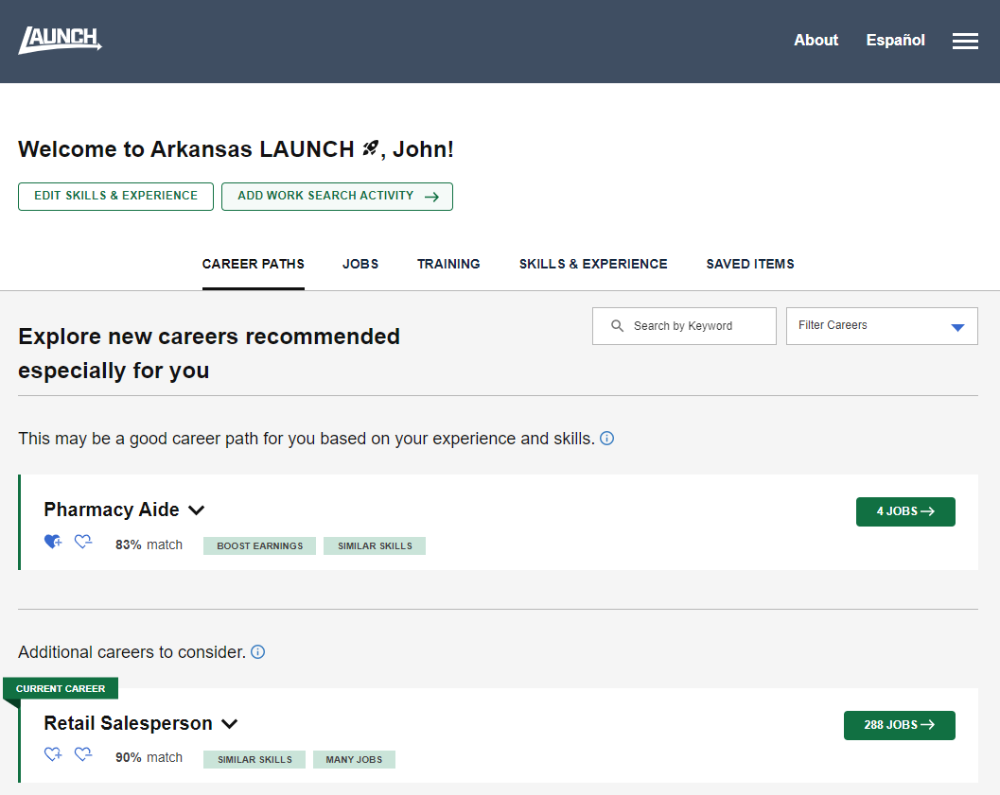 LAUNCH
About Español
Welcome to Arkansas LAUNCH , John!
EDIT SKILLS & EXPERIENCE ADD WORK SEARCH ACTIVITY
CAREER PATHS JOBS TRAINING SKILLS & EXPERIENCE SAVED ITEMS
Explore new careers recommended
especially for you
Search by Keyword
Filter Careers
This may be a good career path for you based on your experience and skills.
Pharmacy Aide
4 JOBS
83% match BOOST EARNINGS SIMILAR SKILLS
Additional careers to consider.
CURRENT CAREER
Retail Salesperson
288 JOBS
90% match SIMILAR SKILLS MANY JOBS